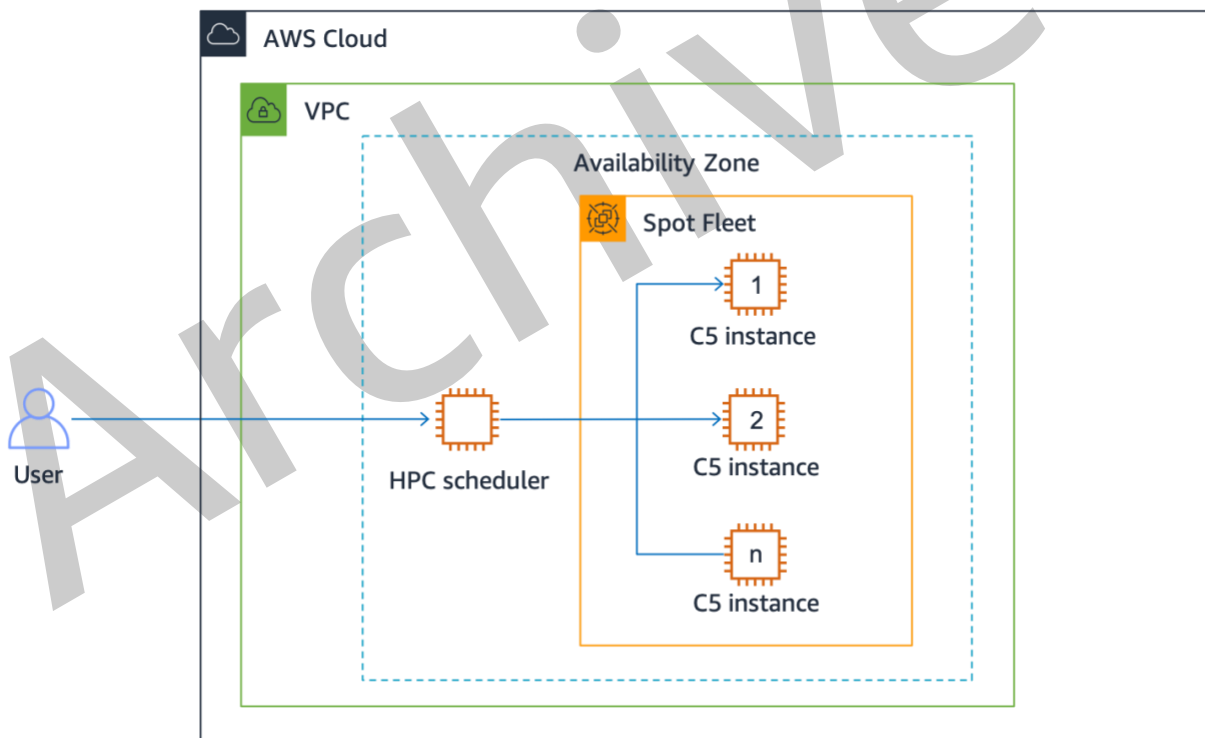 AWS Cloud
VPC
Availability Zone
Spot Fleet
1
C5 instance
2
C5 instance
n
C5 instance
HPC scheduler
User
Archive